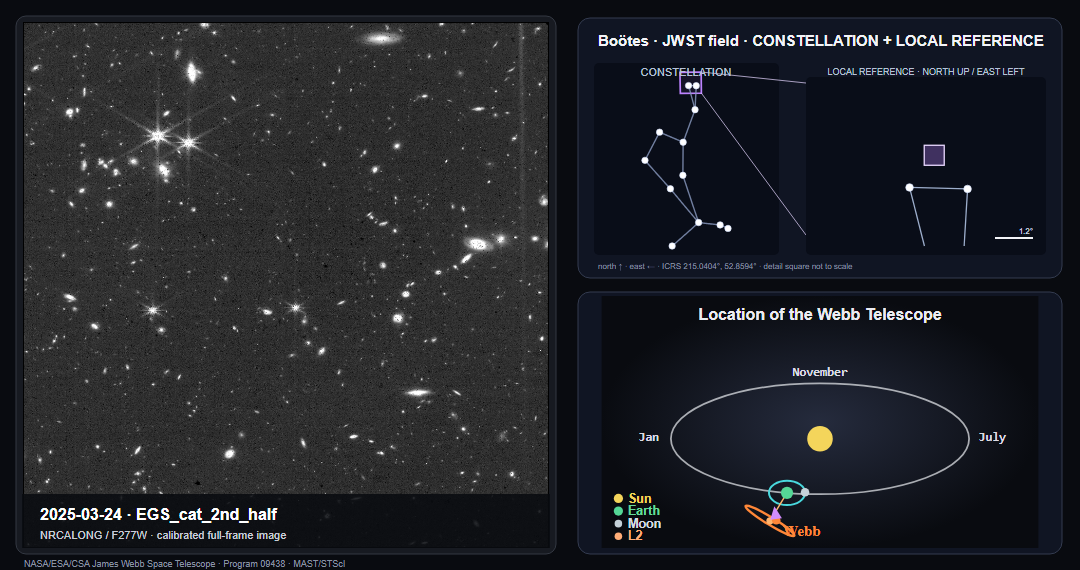 2025-03-24 · EGS_cat_2nd_half
NRCALONG / F277W · calibrated full-frame image
NASA/ESA/CSA James Webb Space Telescope · Program 09438 · MAST/STScI
Boötes · JWST field · CONSTELLATION + LOCAL REFERENCE
CONSTELLATION
LOCAL REFERENCE · NORTH UP / EAST LEFT
1.2°
north ↑ · east ← · ICRS 215.0404°, 52.8594° · detail square not to scale
Location of the Webb Telescope
November
Jan
July
Sun
Earth
Moon
L2
Webb